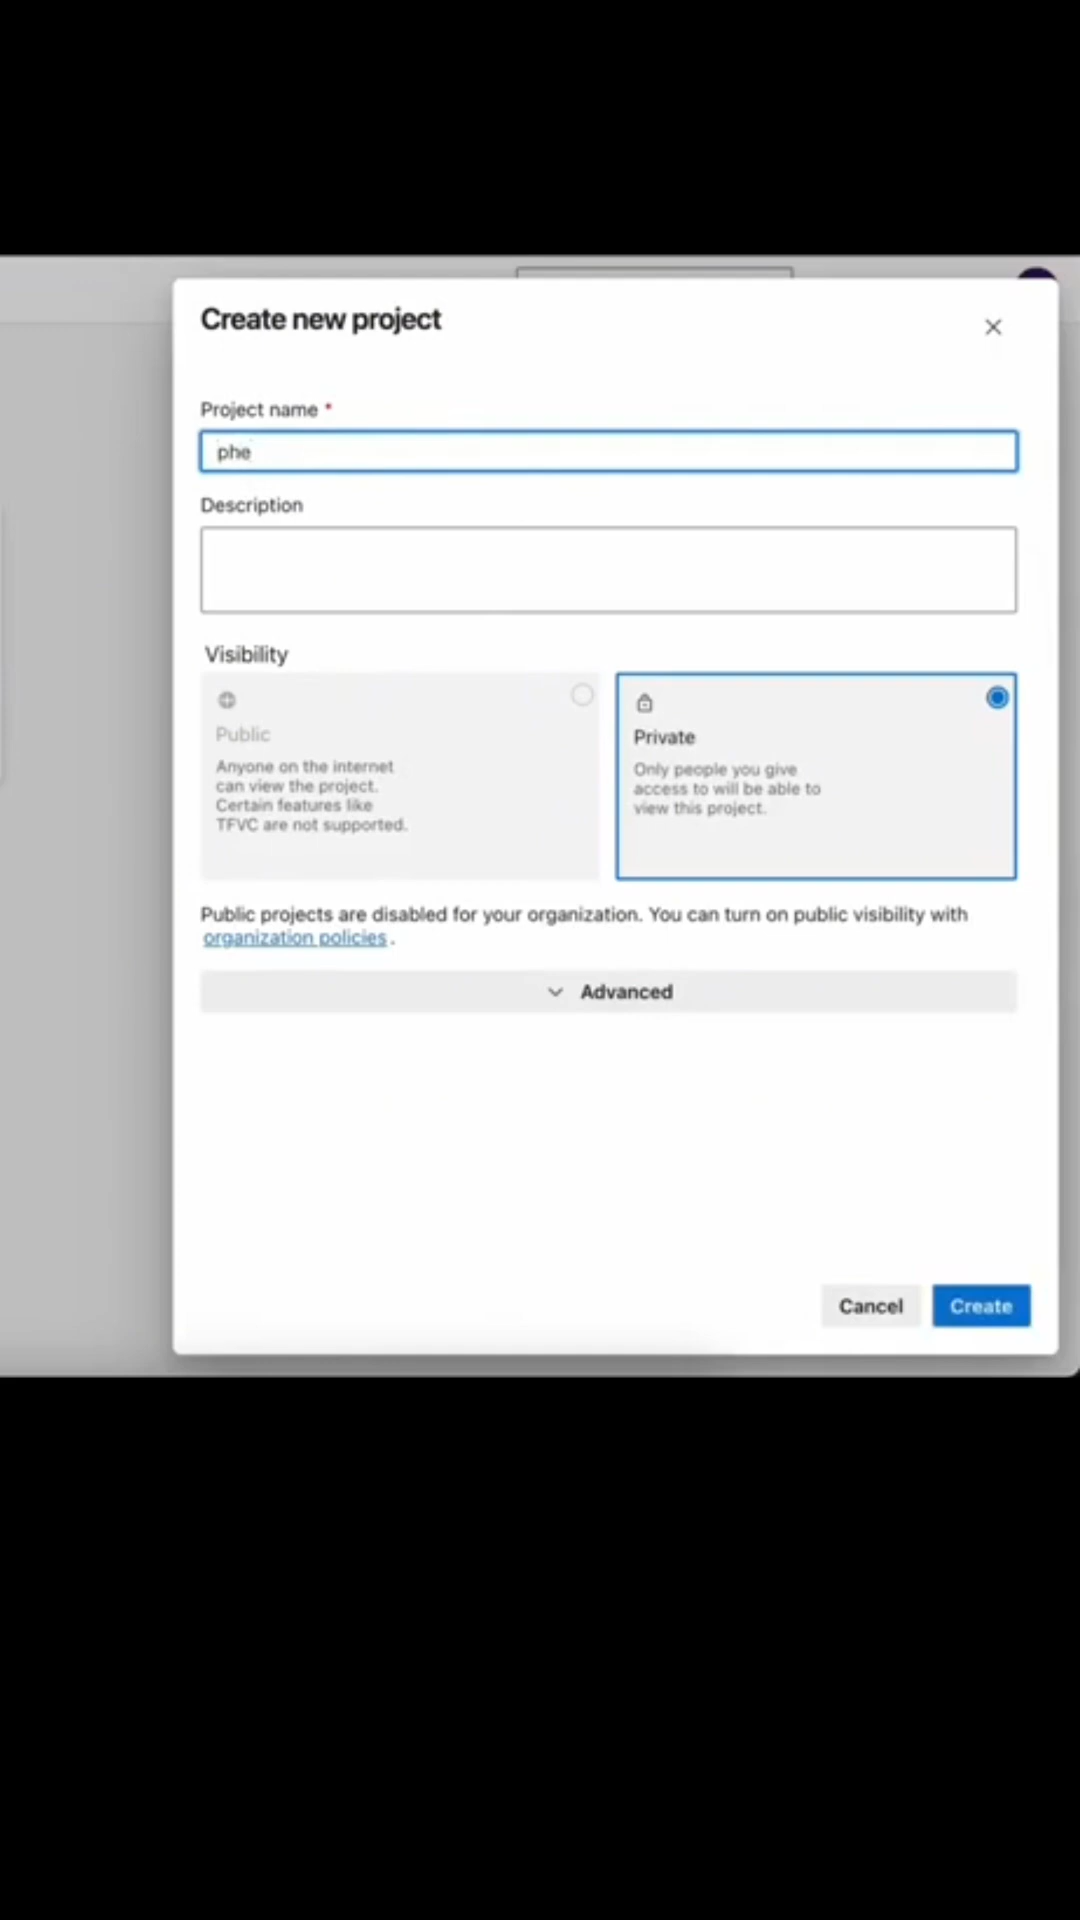 Create new project
Project name *
phe
Description
Visibility
Public
Anyone on the internet
can view the project.
Certain features like
TFVC are not supported.
Private
Only people you give
access to will be able to
view this project.
Public projects are disabled for your organization. You can turn on public visibility with
organization policies.
Advanced
Cancel
Create